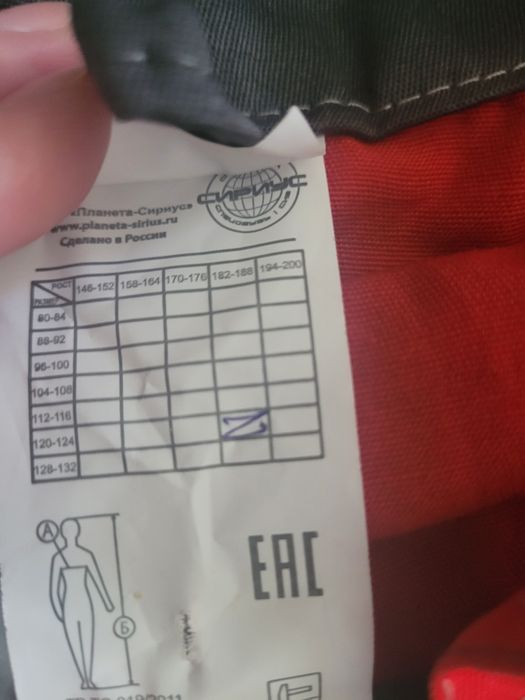 СИРИУС
«Планета-Сириус»
www.planeta-sirius.ru
Сделано в России
РОСТ 146-152 158-164 170-176 182-188 194-200
РАЗМЕР
80-84
88-92
96-100
104-108
112-116
120-124
128-132
А
EAC
Б